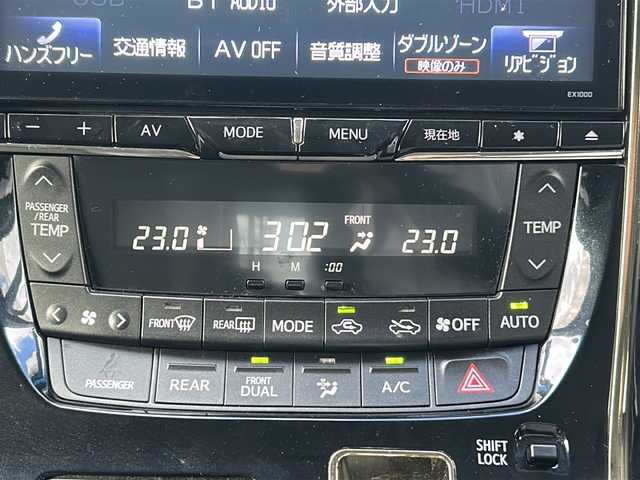 BT AUDIO 外部入力 HDMI
ハンズフリー 交通情報 AV OFF 音質調整 ダブルゾーン リアビジョン
映像のみ
EX1000
− + AV MODE MENU 現在地 ✱
PASSENGER
/REAR
TEMP
FRONT
23.0 302 23.0
TEMP
H M :00
FRONT REAR MODE OFF AUTO
PASSENGER REAR FRONT
DUAL A/C
SHIFT
LOCK